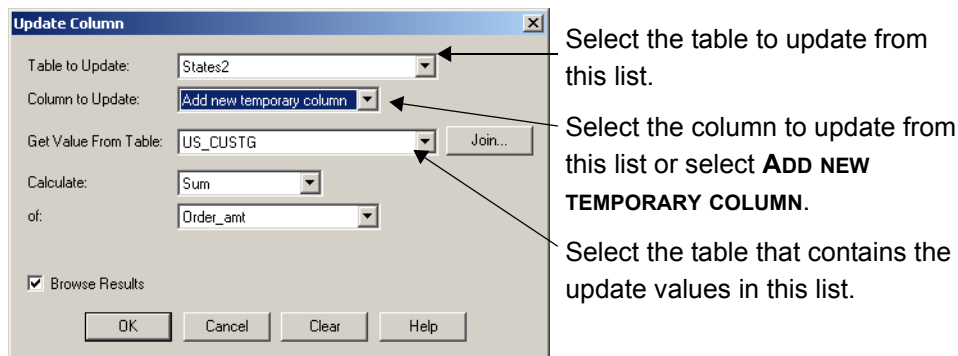 Update Column
Table to Update: States2
Column to Update: Add new temporary column
Get Value From Table: US_CUSTG Join...
Calculate: Sum
of: Order_amt
Browse Results
OK Cancel Clear Help
Select the table to update from
this list.
Select the column to update from
this list or select ADD NEW
TEMPORARY COLUMN.
Select the table that contains the
update values in this list.